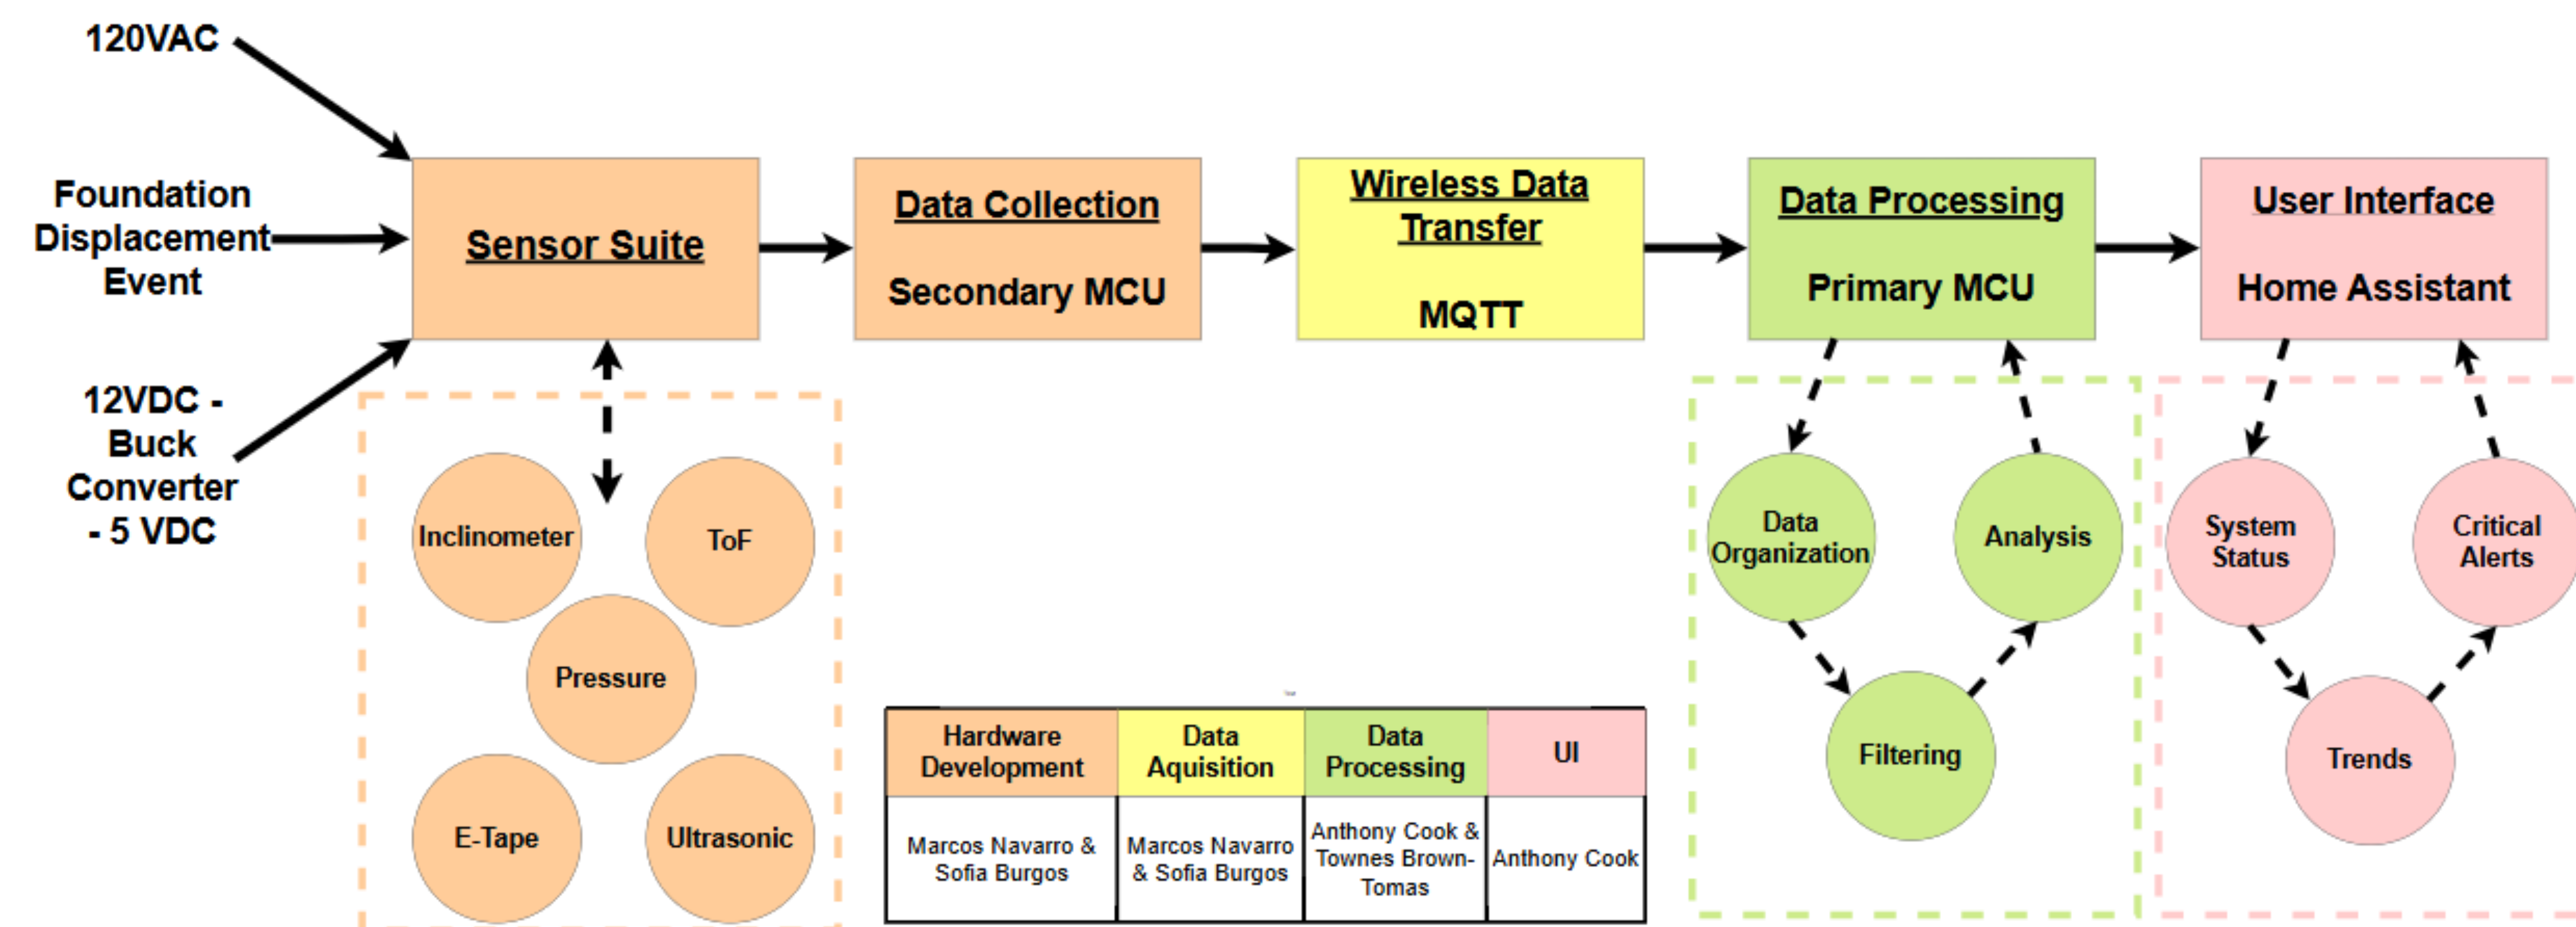 120VAC
Foundation
Displacement
Event
12VDC -
Buck
Converter
- 5 VDC
Sensor Suite
Data Collection
Secondary MCU
Wireless Data
Transfer
MQTT
Data Processing
Primary MCU
User Interface
Home Assistant
Inclinometer
ToF
Pressure
E-Tape
Ultrasonic
Hardware
Development
Data
Aquisition
Data
Processing
UI
Marcos Navarro &
Sofia Burgos
Marcos Navarro
& Sofia Burgos
Anthony Cook &
Townes Brown-
Tomas
Anthony Cook
Data
Organization
Analysis
Filtering
System
Status
Critical
Alerts
Trends